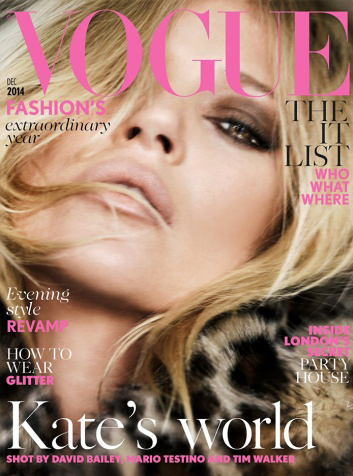 VOGUE
DEC
2014
FASHION'S
extraordinary
year
THE
IT
LIST
WHO
WHAT
WHERE
Evening
style
REVAMP
HOW TO
WEAR
GLITTER
INSIDE
LONDON'S
SECRET
PARTY
HOUSE
Kate's world
SHOT BY DAVID BAILEY, MARIO TESTINO AND TIM WALKER